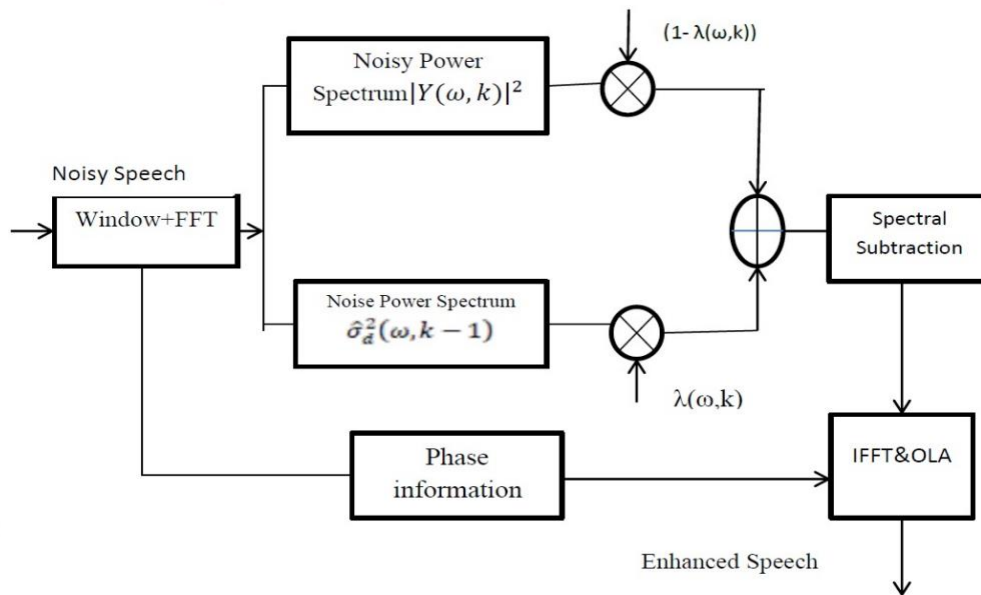 (1- λ(ω,k))
Noisy Power
Spectrum|Y(ω, k)|²
Noisy Speech
Window+FFT
Spectral
Subtraction
Noise Power Spectrum
σ̂²_d(ω, k − 1)
λ(ω,k)
Phase
information
IFFT&OLA
Enhanced Speech